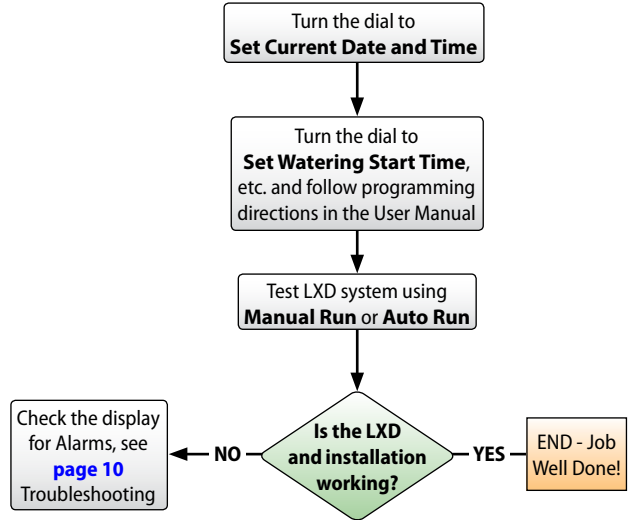 Turn the dial to
Set Current Date and Time
Turn the dial to
Set Watering Start Time,
etc. and follow programming
directions in the User Manual
Test LXD system using
Manual Run or Auto Run
Is the LXD
and installation
working?
NO
Check the display
for Alarms, see
page 10
Troubleshooting
YES
END - Job
Well Done!